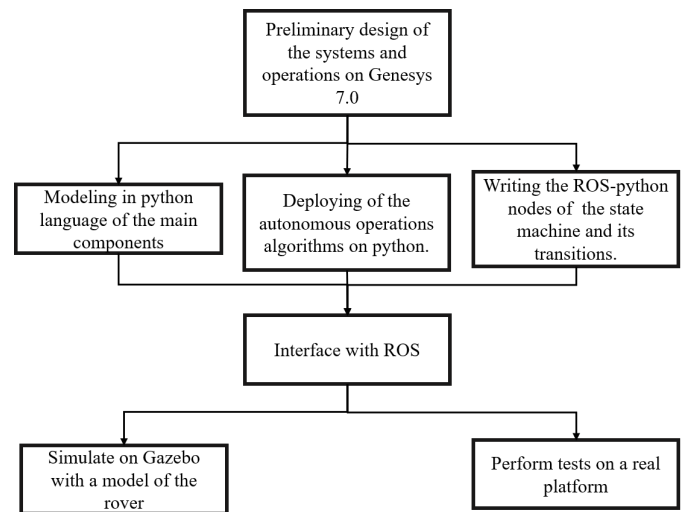 Preliminary design of
the systems and
operations on Genesys
7.0
Modeling in python
language of the main
components
Deploying of the
autonomous operations
algorithms on python.
Writing the ROS-python
nodes of the state
machine and its
transitions.
Interface with ROS
Simulate on Gazebo
with a model of the
rover
Perform tests on a real
platform